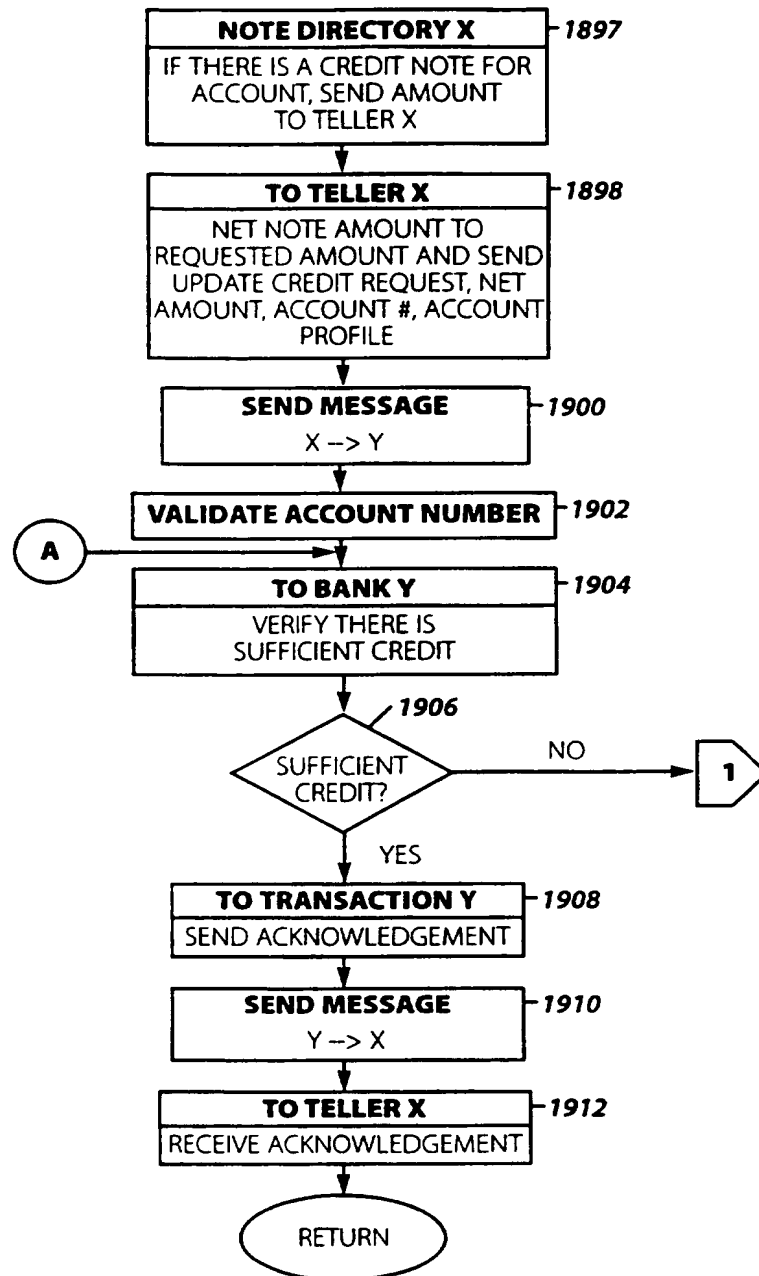 NOTE DIRECTORY X
1897
IF THERE IS A CREDIT NOTE FOR
ACCOUNT, SEND AMOUNT
TO TELLER X
TO TELLER X
1898
NET NOTE AMOUNT TO
REQUESTED AMOUNT AND SEND
UPDATE CREDIT REQUEST, NET
AMOUNT, ACCOUNT #, ACCOUNT
PROFILE
SEND MESSAGE
1900
X --> Y
VALIDATE ACCOUNT NUMBER
1902
A
TO BANK Y
1904
VERIFY THERE IS
SUFFICIENT CREDIT
1906
SUFFICIENT
CREDIT?
NO
1
YES
TO TRANSACTION Y
1908
SEND ACKNOWLEDGEMENT
SEND MESSAGE
1910
Y --> X
TO TELLER X
1912
RECEIVE ACKNOWLEDGEMENT
RETURN